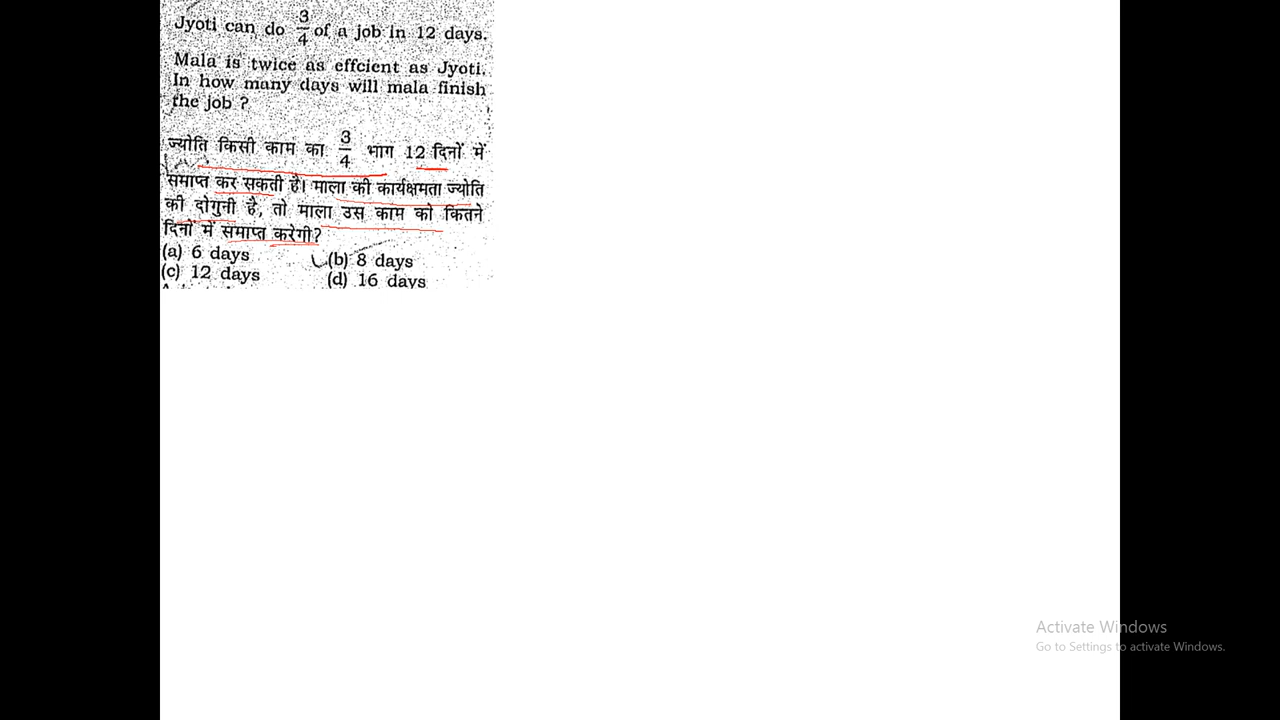 Jyoti can do 3/4 of a job in 12 days.
Mala is twice as effcient as Jyoti.
In how many days will mala finish
the job ?
ज्योति किसी काम का 3/4 भाग 12 दिनों में
समाप्त कर सकती है। माला की कार्यक्षमता ज्योति
की दोगुनी है, तो माला उस काम को कितने
दिनों में समाप्त करेगी?
(a) 6 days (b) 8 days
(c) 12 days (d) 16 days
Activate Windows
Go to Settings to activate Windows.